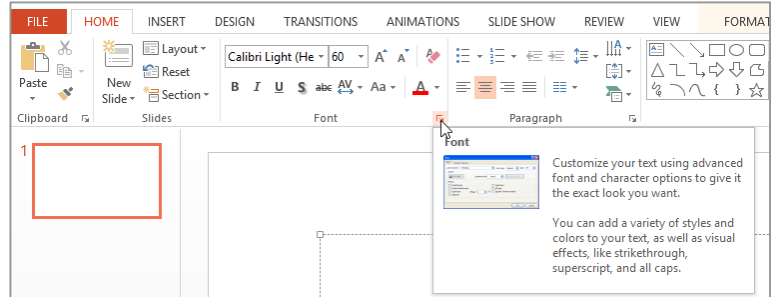 FILE HOME INSERT DESIGN TRANSITIONS ANIMATIONS SLIDE SHOW REVIEW VIEW FORMAT
Layout
Calibri Light (He 60
Reset
Paste New Slide Section
B I U S abc AV Aa A
Clipboard Slides Font Paragraph
1
Font
Customize your text using advanced
font and character options to give it
the exact look you want.
You can add a variety of styles and
colors to your text, as well as visual
effects, like strikethrough,
superscript, and all caps.